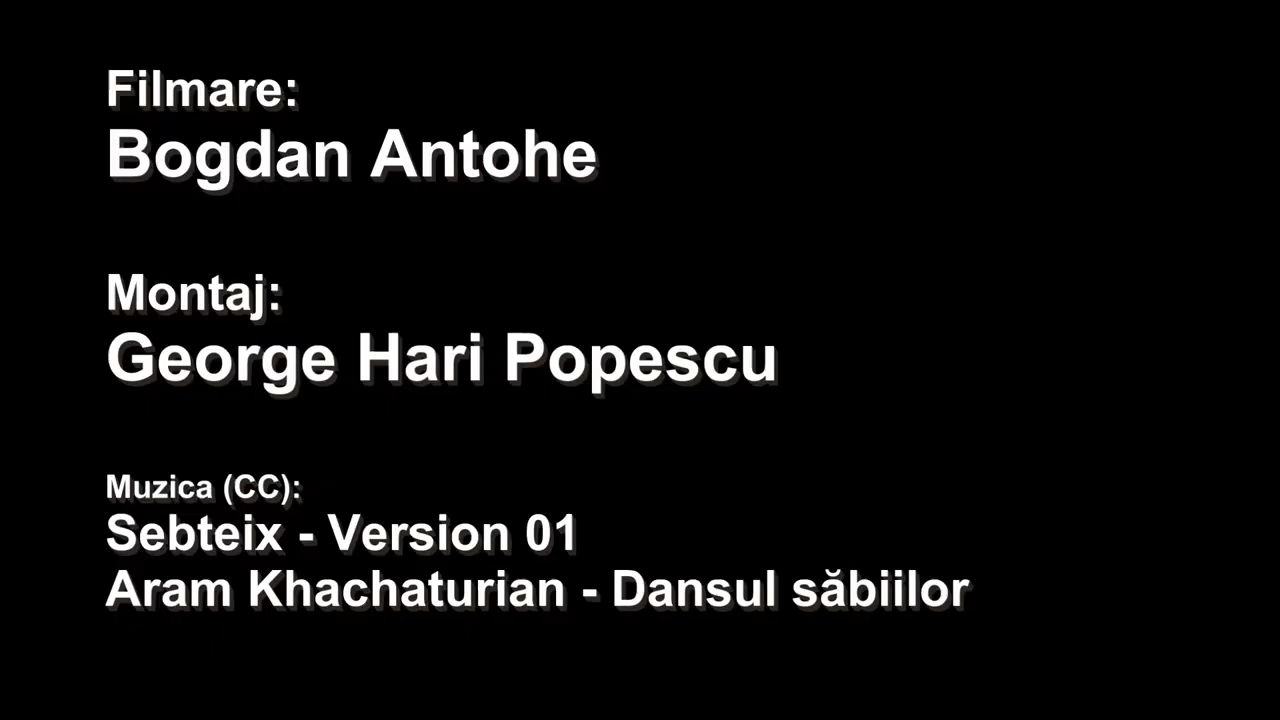 Filmare:
Bogdan Antohe
Montaj:
George Hari Popescu
Muzica (CC):
Sebteix - Version 01
Aram Khachaturian - Dansul săbiilor